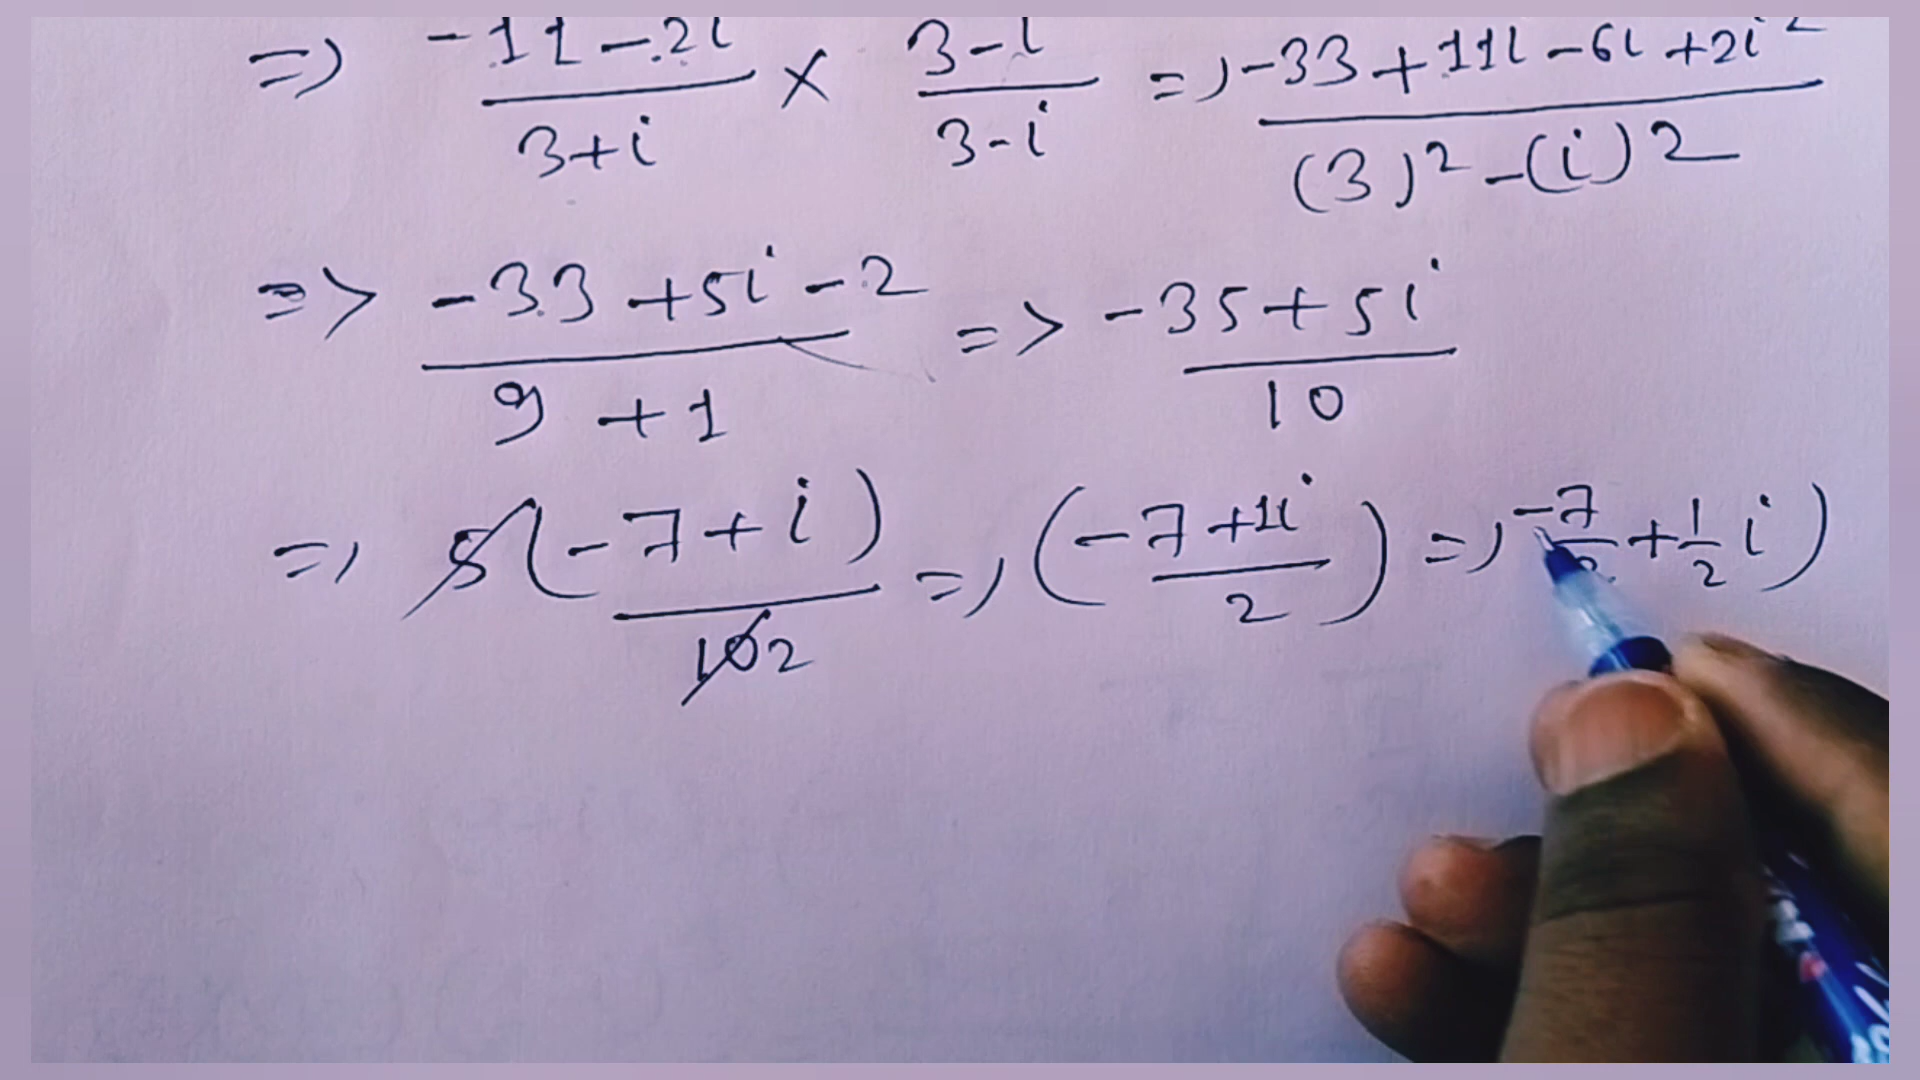 => -11-2i/3+i × 3-i/3-i => -33+11i-6i+2i²/(3)²-(i)²
=> -33+5i-2/9+1 => -35+5i/10
=> 5(-7+i)/10 2 => (-7+1i/2) => -7/2+1/2 i)